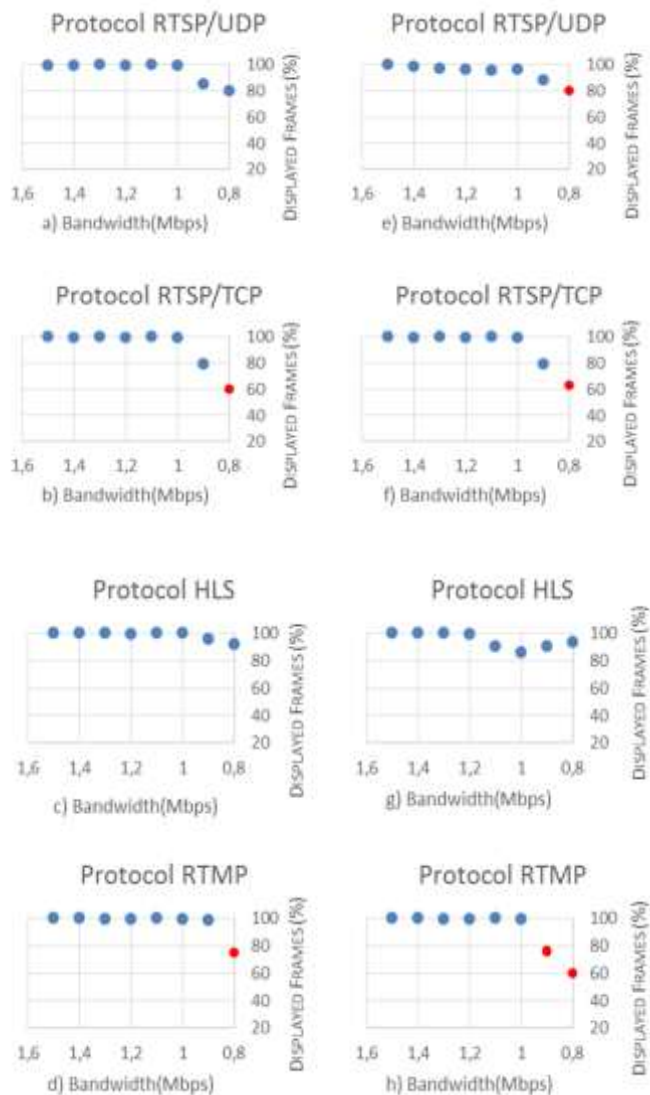 Protocol RTSP/UDP
100
80
60
40
20
DISPLAYED FRAMES (%)
1,6 1,4 1,2 1 0,8
a) Bandwidth(Mbps)
Protocol RTSP/UDP
100
80
60
40
20
DISPLAYED FRAMES (%)
1,6 1,4 1,2 1 0,8
e) Bandwidth(Mbps)
Protocol RTSP/TCP
100
80
60
40
20
DISPLAYED FRAMES (%)
1,6 1,4 1,2 1 0,8
b) Bandwidth(Mbps)
Protocol RTSP/TCP
100
80
60
40
20
DISPLAYED FRAMES (%)
1,6 1,4 1,2 1 0,8
f) Bandwidth(Mbps)
Protocol HLS
100
80
60
40
20
DISPLAYED FRAMES (%)
1,6 1,4 1,2 1 0,8
c) Bandwidth(Mbps)
Protocol HLS
100
80
60
40
20
DISPLAYED FRAMES (%)
1,6 1,4 1,2 1 0,8
g) Bandwidth(Mbps)
Protocol RTMP
100
80
60
40
20
DISPLAYED FRAMES (%)
1,6 1,4 1,2 1 0,8
d) Bandwidth(Mbps)
Protocol RTMP
100
80
60
40
20
DISPLAYED FRAMES (%)
1,6 1,4 1,2 1 0,8
h) Bandwidth(Mbps)